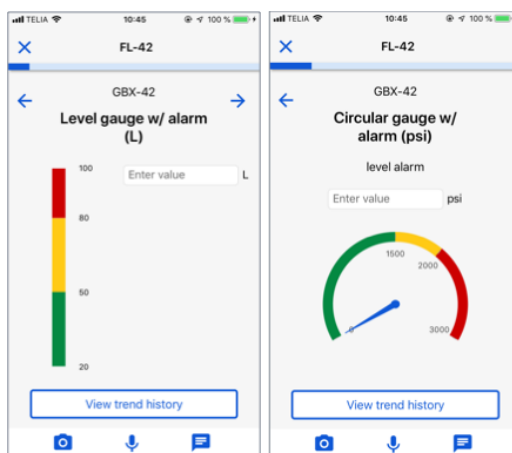 TELIA 10:45 100 %
FL-42
GBX-42
Level gauge w/ alarm
(L)
100
Enter value L
80
50
20
View trend history
TELIA 10:45 100 %
FL-42
GBX-42
Circular gauge w/
alarm (psi)
level alarm
Enter value psi
1500
2000
0
3000
View trend history